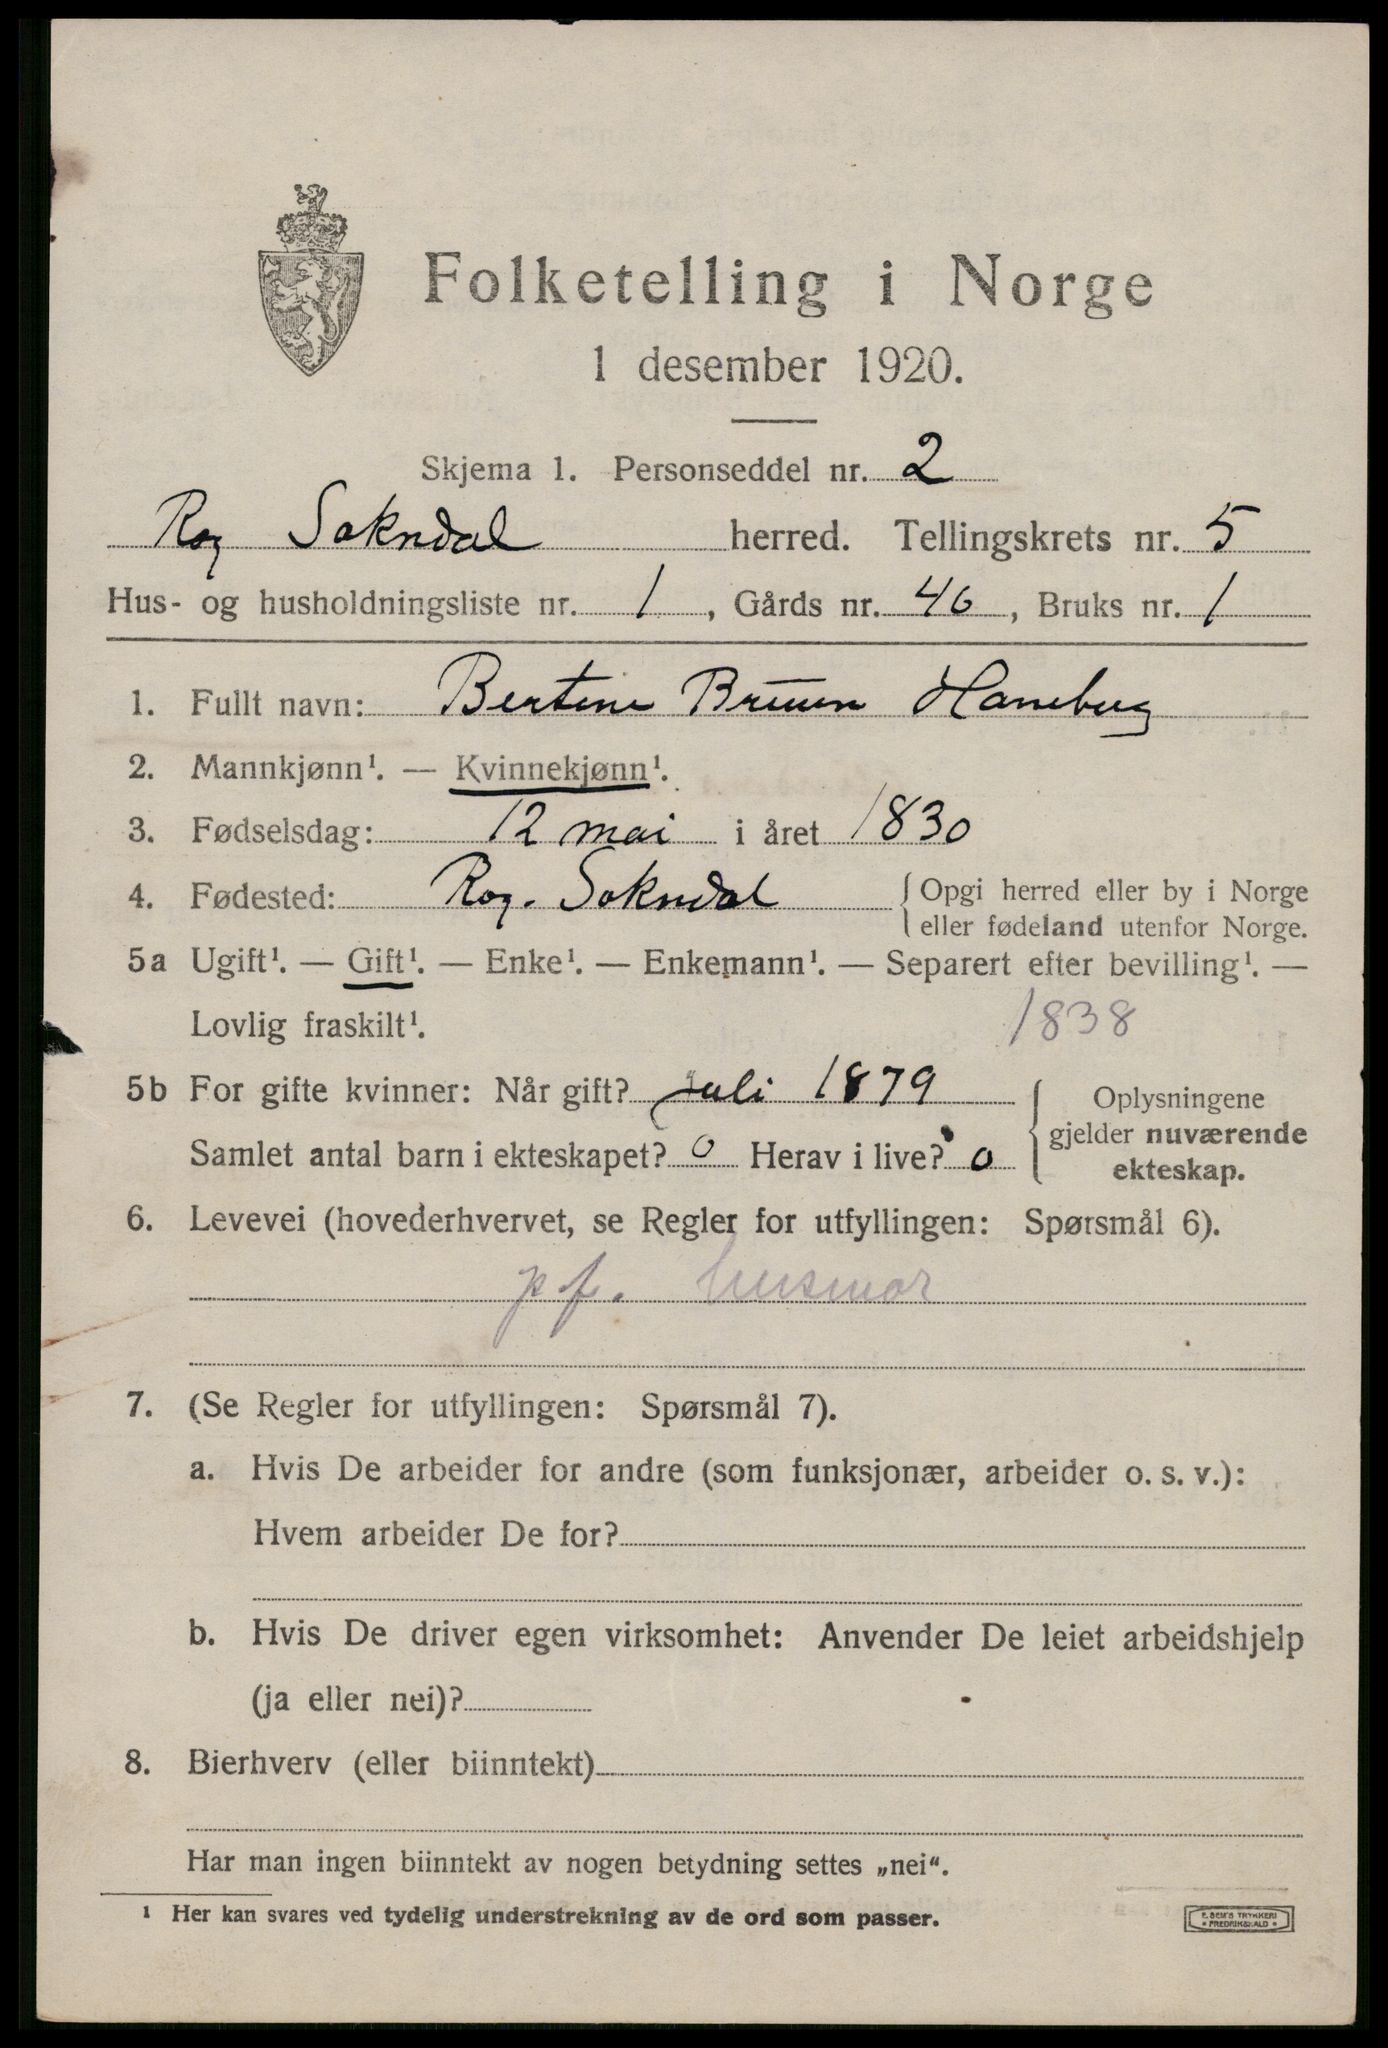 Folketelling i Norge
1 desember 1920.
Skjema 1. Personseddel nr. 2
Rog Sokndal herred. Tellingskrets nr. 5
Hus- og husholdningsliste nr. 1, Gårds nr. 46, Bruks nr. 1
1. Fullt navn: Bertine Bruun Haneberg
2. Mannkjønn¹. — Kvinnekjønn¹.
3. Fødselsdag: 12 mai i året 1830
4. Fødested: Rog. Sokndal Opgi herred eller by i Norge
eller fødeland utenfor Norge.
5a Ugift¹. — Gift¹. — Enke¹. — Enkemann¹. — Separert efter bevilling¹. —
Lovlig fraskilt¹. 1838
5b For gifte kvinner: Når gift? Juli 1879 Oplysningene
gjelder nuværende
Samlet antal barn i ekteskapet? 0 Herav i live? 0 ekteskap.
6. Levevei (hovederhvervet, se Regler for utfyllingen: Spørsmål 6).
pf. husmor
7. (Se Regler for utfyllingen: Spørsmål 7).
a. Hvis De arbeider for andre (som funksjonær, arbeider o. s. v.):
Hvem arbeider De for?
b. Hvis De driver egen virksomhet: Anvender De leiet arbeidshjelp
(ja eller nei)?
8. Bierhverv (eller biinntekt)
Har man ingen biinntekt av nogen betydning settes „nei“.
¹ Her kan svares ved tydelig understrekning av de ord som passer.
E. SEM'S TRYKKERI
FREDRIKSHALD